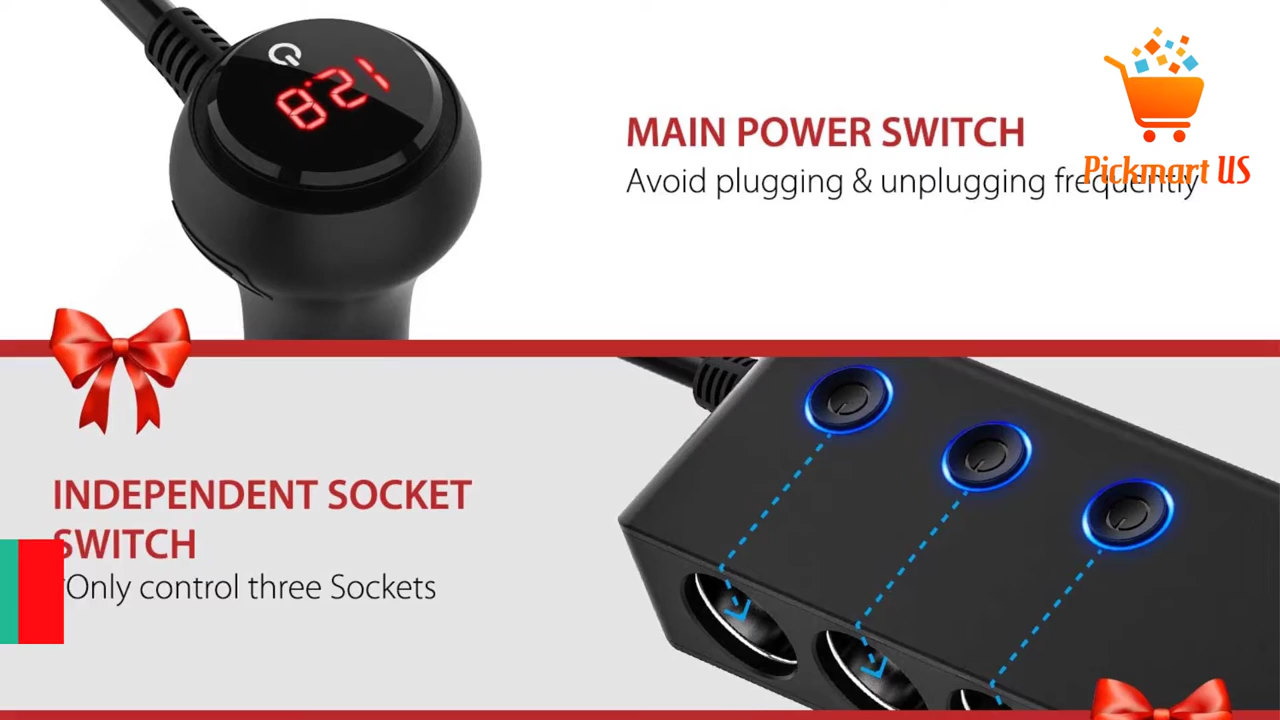 8:21
MAIN POWER SWITCH
Avoid plugging & unplugging frequently
Pickmart US
INDEPENDENT SOCKET
SWITCH
*Only control three Sockets